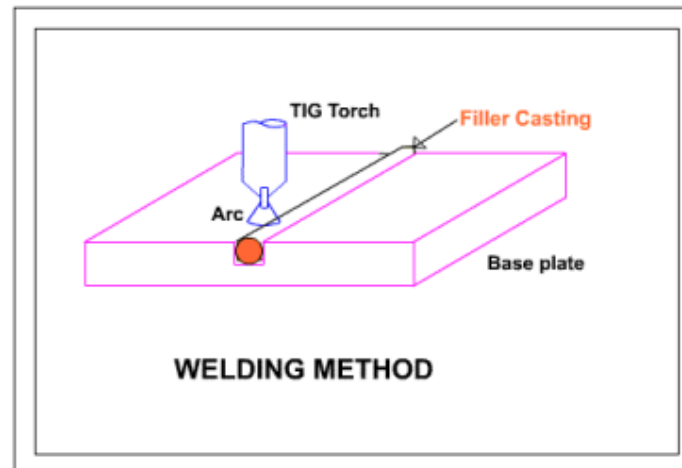 TIG Torch
Filler Casting
Arc
Base plate
WELDING METHOD